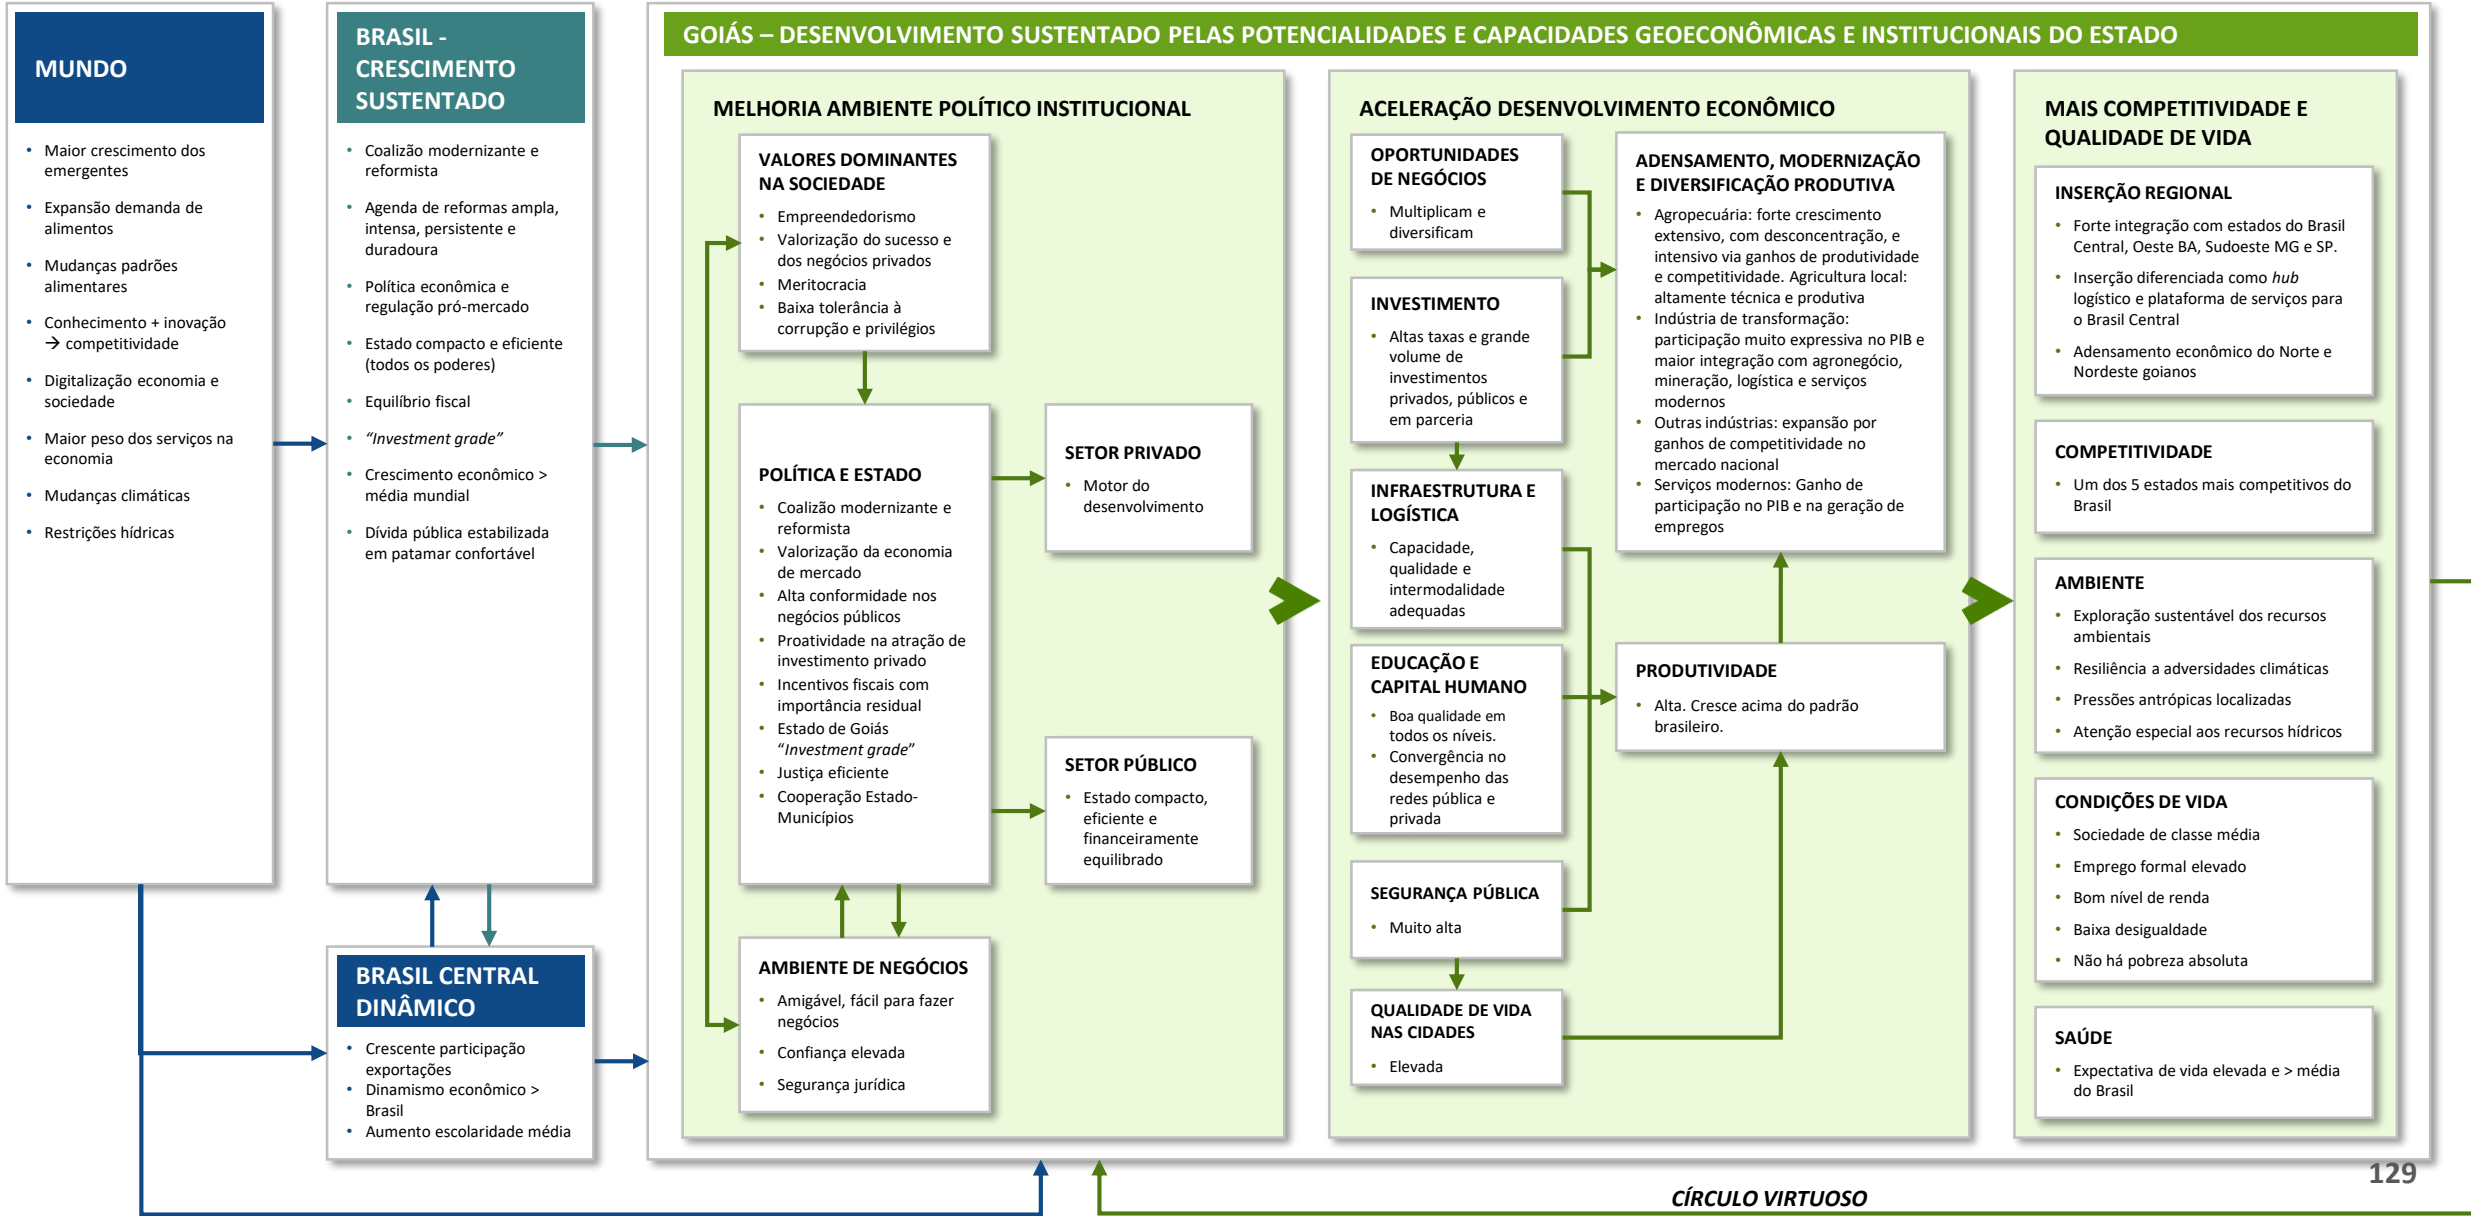 MUNDO
• Maior crescimento dos
emergentes
• Expansão demanda de
alimentos
• Mudanças padrões
alimentares
• Conhecimento + inovação
→ competitividade
• Digitalização economia e
sociedade
• Maior peso dos serviços na
economia
• Mudanças climáticas
• Restrições hídricas
BRASIL -
CRESCIMENTO
SUSTENTADO
• Coalizão modernizante e
reformista
• Agenda de reformas ampla,
intensa, persistente e
duradoura
• Política econômica e
regulação pró-mercado
• Estado compacto e eficiente
(todos os poderes)
• Equilíbrio fiscal
• “Investment grade”
• Crescimento econômico >
média mundial
• Dívida pública estabilizada
em patamar confortável
BRASIL CENTRAL
DINÂMICO
• Crescente participação
exportações
• Dinamismo econômico >
Brasil
• Aumento escolaridade média
GOIÁS – DESENVOLVIMENTO SUSTENTADO PELAS POTENCIALIDADES E CAPACIDADES GEOECONÔMICAS E INSTITUCIONAIS DO ESTADO
MELHORIA AMBIENTE POLÍTICO INSTITUCIONAL
VALORES DOMINANTES
NA SOCIEDADE
• Empreendedorismo
• Valorização do sucesso e
dos negócios privados
• Meritocracia
• Baixa tolerância à
corrupção e privilégios
POLÍTICA E ESTADO
• Coalizão modernizante e
reformista
• Valorização da economia
de mercado
• Alta conformidade nos
negócios públicos
• Proatividade na atração de
investimento privado
• Incentivos fiscais com
importância residual
• Estado de Goiás
“Investment grade”
• Justiça eficiente
• Cooperação Estado-
Municípios
AMBIENTE DE NEGÓCIOS
• Amigável, fácil para fazer
negócios
• Confiança elevada
• Segurança jurídica
SETOR PRIVADO
• Motor do
desenvolvimento
SETOR PÚBLICO
• Estado compacto,
eficiente e
financeiramente
equilibrado
ACELERAÇÃO DESENVOLVIMENTO ECONÔMICO
OPORTUNIDADES
DE NEGÓCIOS
• Multiplicam e
diversificam
INVESTIMENTO
• Altas taxas e grande
volume de
investimentos
privados, públicos e
em parceria
INFRAESTRUTURA E
LOGÍSTICA
• Capacidade,
qualidade e
intermodalidade
adequadas
EDUCAÇÃO E
CAPITAL HUMANO
• Boa qualidade em
todos os níveis.
• Convergência no
desempenho das
redes pública e
privada
SEGURANÇA PÚBLICA
• Muito alta
QUALIDADE DE VIDA
NAS CIDADES
• Elevada
ADENSAMENTO, MODERNIZAÇÃO
E DIVERSIFICAÇÃO PRODUTIVA
• Agropecuária: forte crescimento
extensivo, com desconcentração, e
intensivo via ganhos de produtividade
e competitividade. Agricultura local:
altamente técnica e produtiva
• Indústria de transformação:
participação muito expressiva no PIB e
maior integração com agronegócio,
mineração, logística e serviços
modernos
• Outras indústrias: expansão por
ganhos de competitividade no
mercado nacional
• Serviços modernos: Ganho de
participação no PIB e na geração de
empregos
PRODUTIVIDADE
• Alta. Cresce acima do padrão
brasileiro.
MAIS COMPETITIVIDADE E
QUALIDADE DE VIDA
INSERÇÃO REGIONAL
• Forte integração com estados do Brasil
Central, Oeste BA, Sudoeste MG e SP.
• Inserção diferenciada como hub
logístico e plataforma de serviços para
o Brasil Central
• Adensamento econômico do Norte e
Nordeste goianos
COMPETITIVIDADE
• Um dos 5 estados mais competitivos do
Brasil
AMBIENTE
• Exploração sustentável dos recursos
ambientais
• Resiliência a adversidades climáticas
• Pressões antrópicas localizadas
• Atenção especial aos recursos hídricos
CONDIÇÕES DE VIDA
• Sociedade de classe média
• Emprego formal elevado
• Bom nível de renda
• Baixa desigualdade
• Não há pobreza absoluta
SAÚDE
• Expectativa de vida elevada e > média
do Brasil
129
CÍRCULO VIRTUOSO